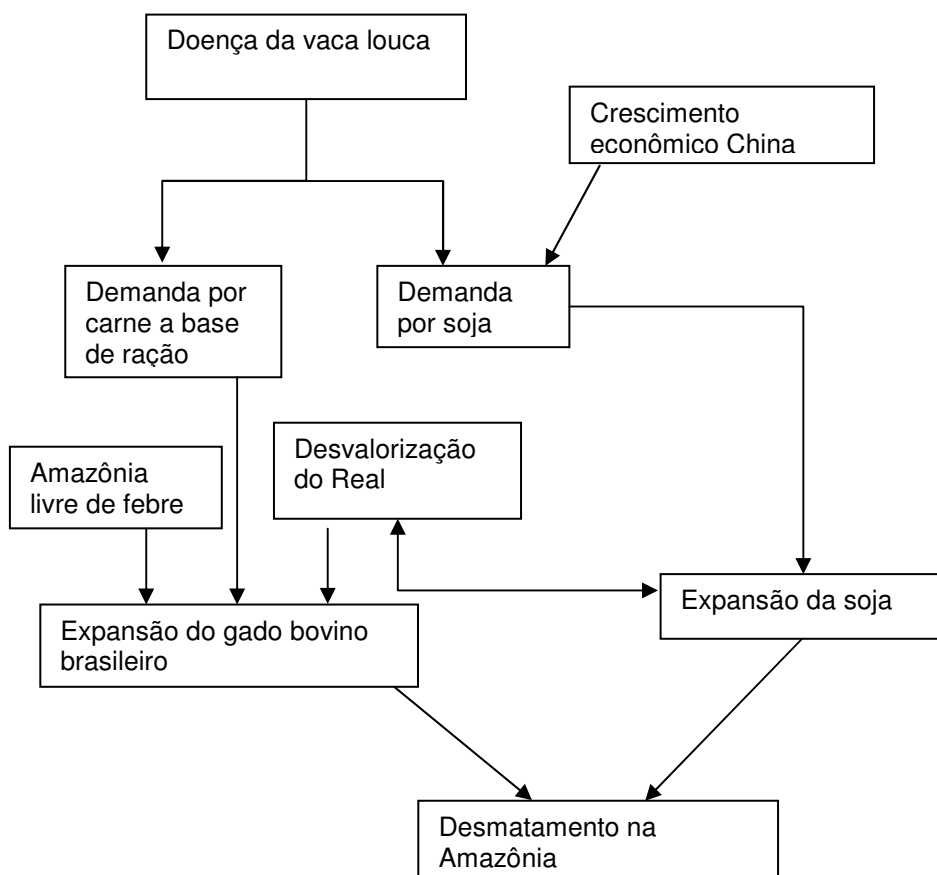 Doença da vaca louca
Crescimento
econômico China
Demanda por
carne a base
de ração
Demanda
por soja
Amazônia
livre de febre
Desvalorização
do Real
Expansão do gado bovino
brasileiro
Expansão da soja
Desmatamento na
Amazônia